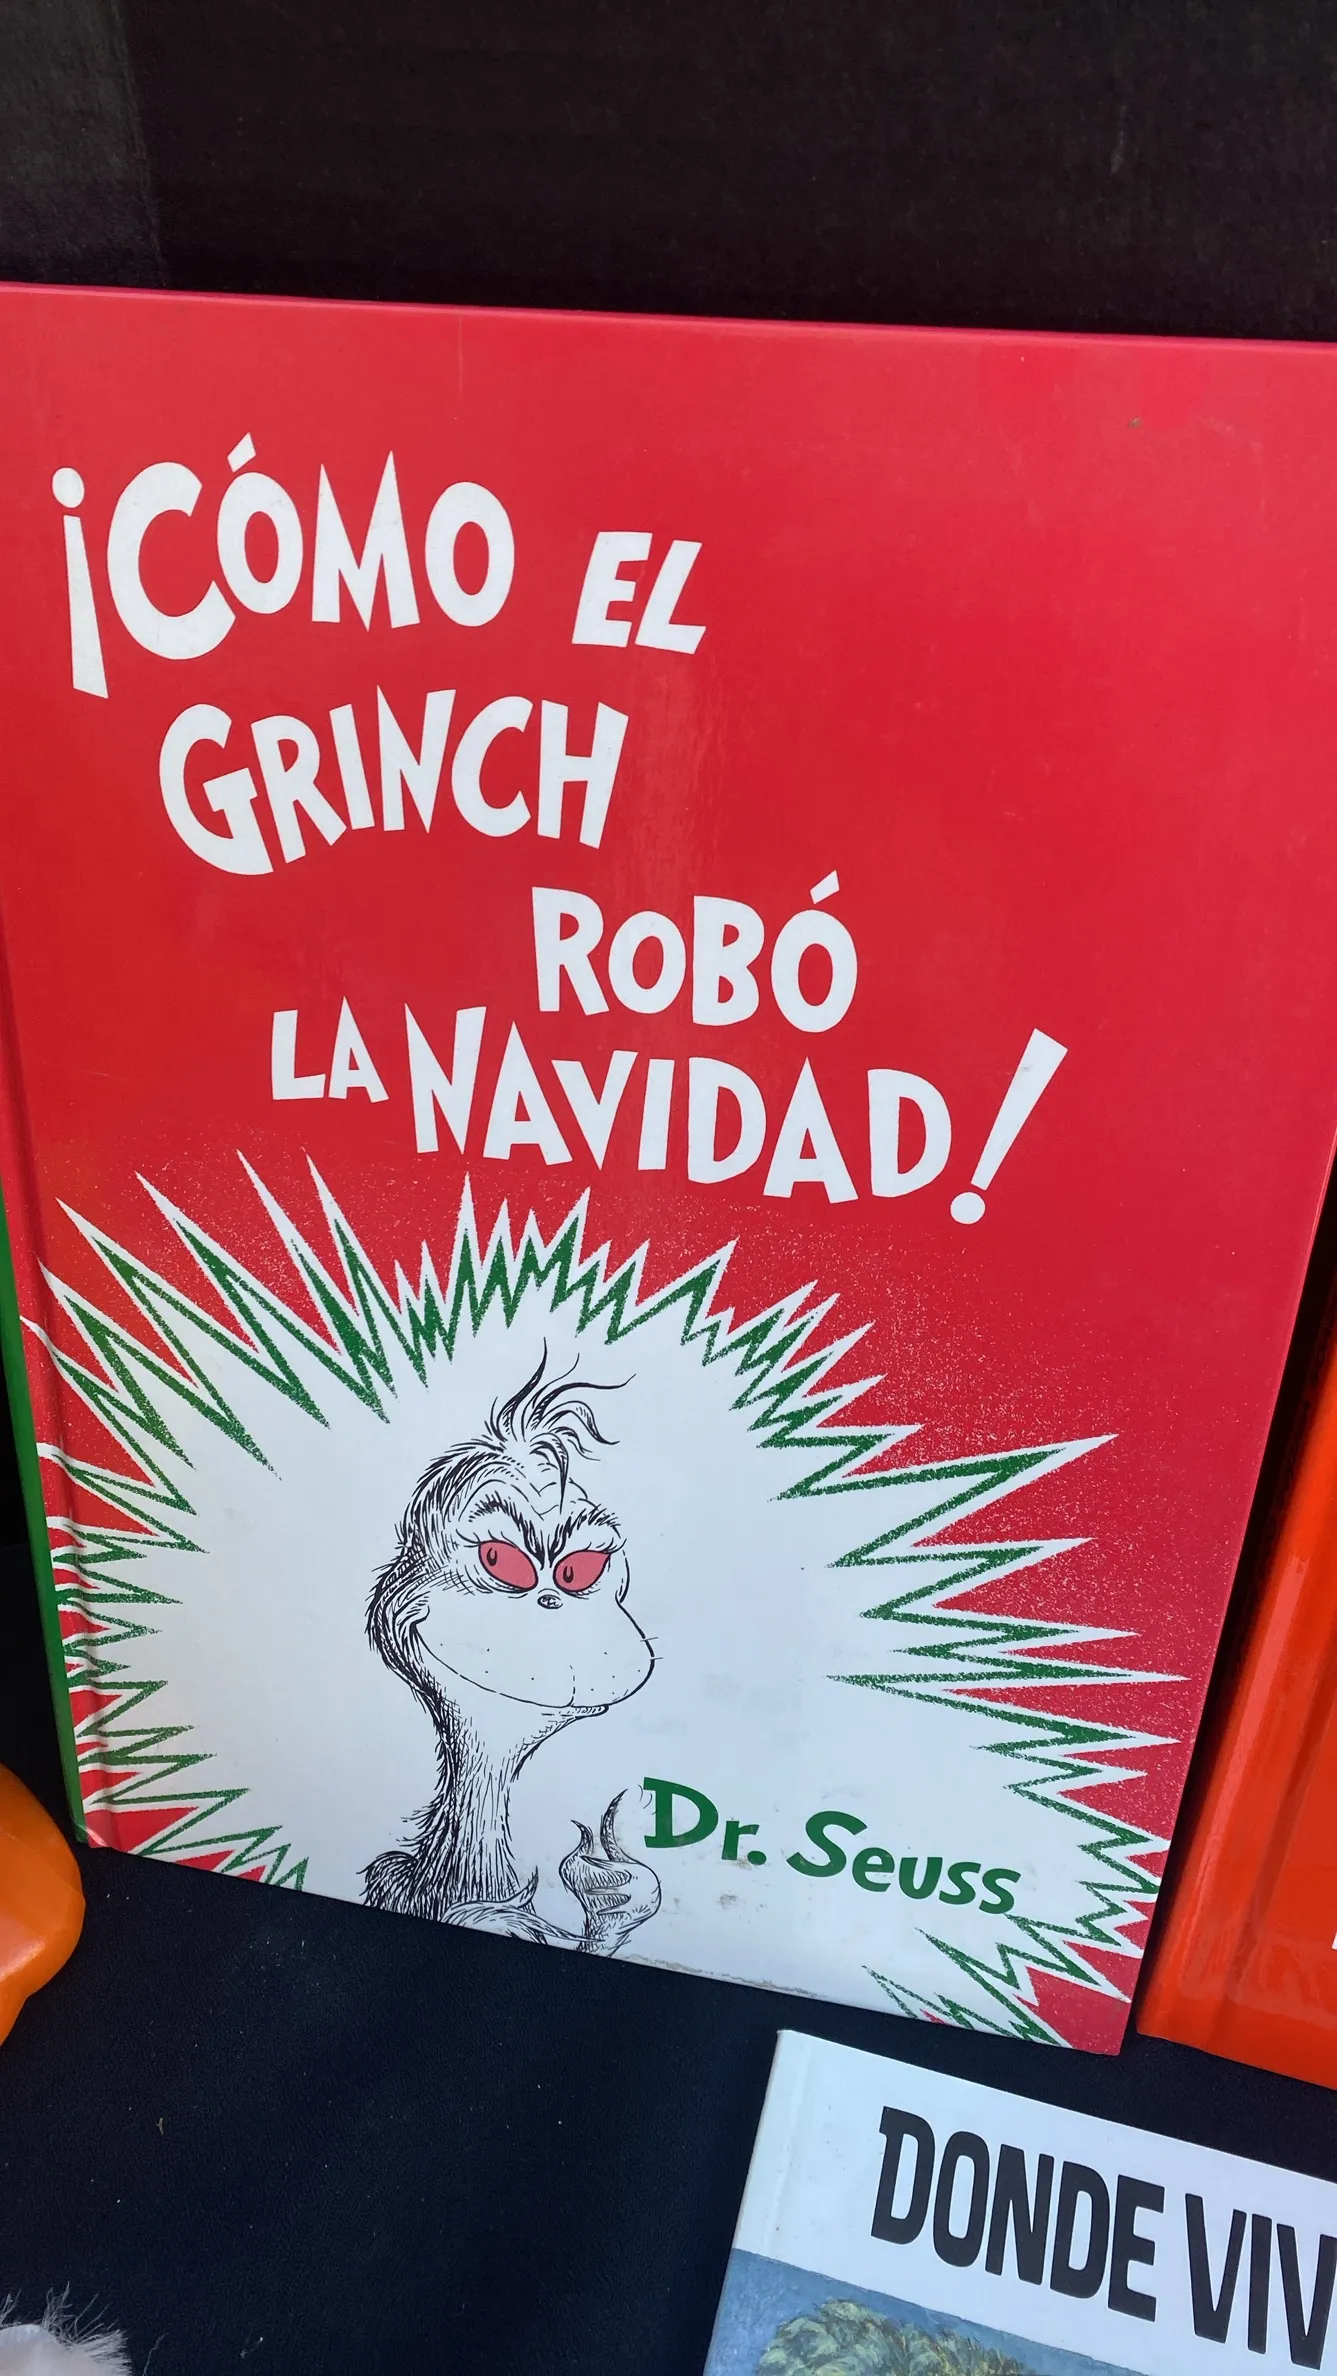 ¡CÓMO EL
GRINCH
ROBÓ
LA NAVIDAD!
Dr. Seuss
DONDE VIV